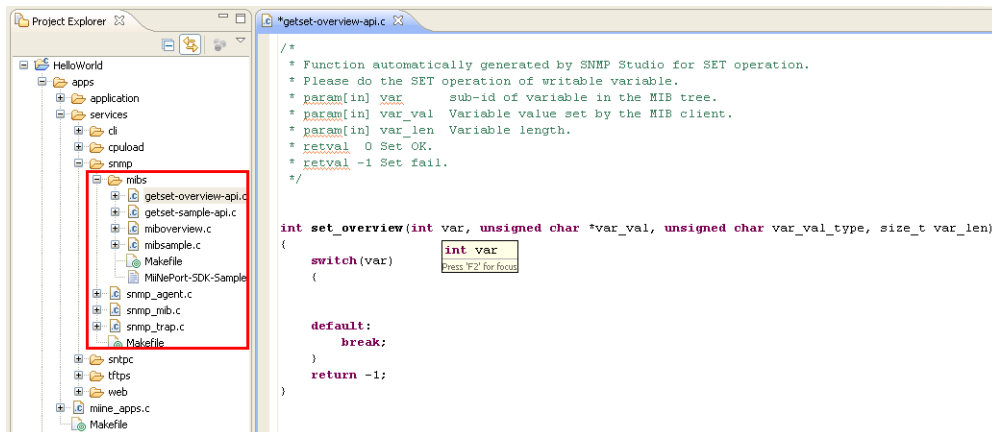 Project Explorer
HelloWorld
apps
application
services
cli
cpuload
snmp
mibs
getset-overview-api.c
getset-sample-api.c
miboverview.c
mibsample.c
Makefile
MiiNePort-SDK-Sample
snmp_agent.c
snmp_mib.c
snmp_trap.c
Makefile
sntpc
tftps
web
miine_apps.c
Makefile
*getset-overview-api.c
/*
* Function automatically generated by SNMP Studio for SET operation.
* Please do the SET operation of writable variable.
* param[in] var sub-id of variable in the MIB tree.
* param[in] var_val Variable value set by the MIB client.
* param[in] var_len Variable length.
* retval 0 Set OK.
* retval -1 Set fail.
*/
int set_overview(int var, unsigned char *var_val, unsigned char var_val_type, size_t var_len)
{
int var
switch(var)
Press 'F2' for focus
{
default:
break;
}
return -1;
}